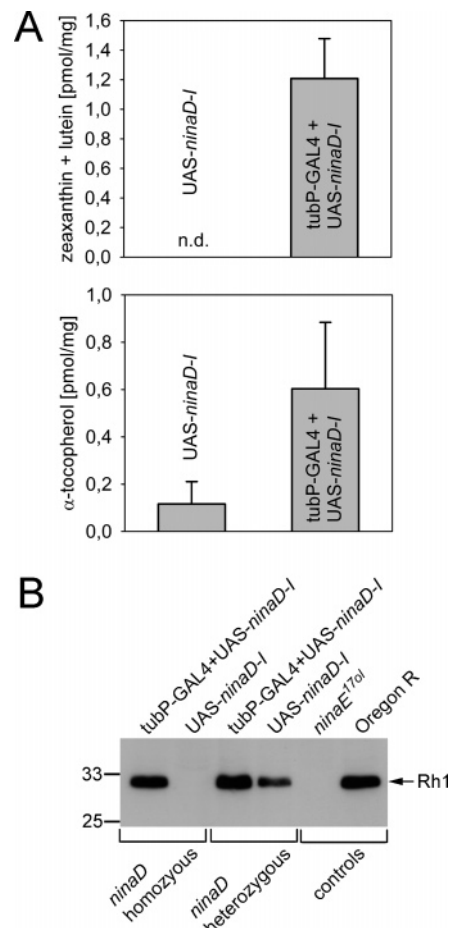 A
zeaxanthin + lutein [pmol/mg]
1,6
1,4
1,2
1,0
0,8
0,6
0,4
0,2
0,0
UAS-ninaD-I
n.d.
tubP-GAL4 +
UAS-ninaD-I
α-tocopherol [pmol/mg]
1,0
0,8
0,6
0,4
0,2
0,0
UAS-ninaD-I
tubP-GAL4 +
UAS-ninaD-I
B
tubP-GAL4+UAS-ninaD-I
UAS-ninaD-I
tubP-GAL4+UAS-ninaD-I
UAS-ninaD-I
ninaE17ol
Oregon R
33
25
Rh1
ninaD
homozyous
ninaD
heterozygous
controls